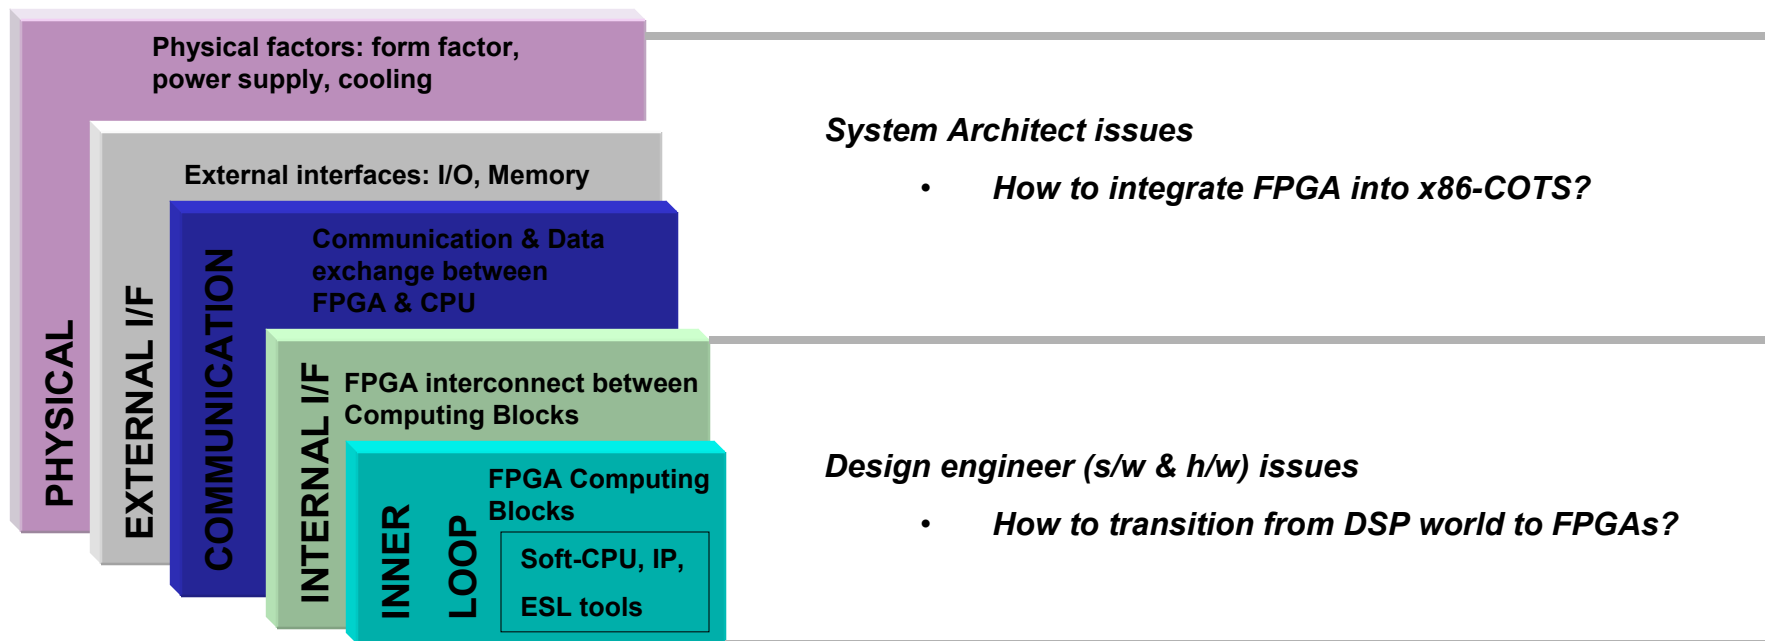 Physical factors: form factor,
power supply, cooling
PHYSICAL
External interfaces: I/O, Memory
EXTERNAL I/F
Communication & Data
exchange between
FPGA & CPU
COMMUNICATION
FPGA interconnect between
Computing Blocks
INTERNAL I/F
FPGA Computing
Blocks
INNER
LOOP
Soft-CPU, IP,
ESL tools
System Architect issues
• How to integrate FPGA into x86-COTS?
Design engineer (s/w & h/w) issues
• How to transition from DSP world to FPGAs?